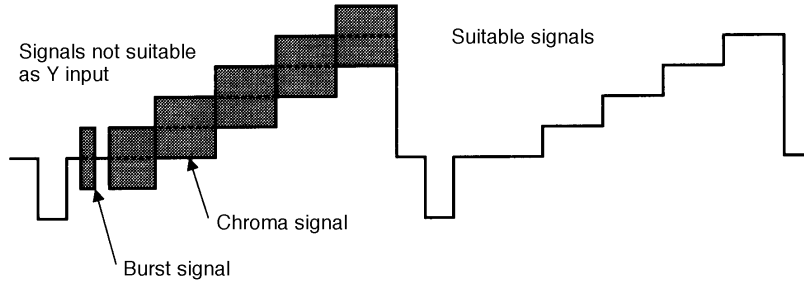 Signals not suitable
as Y input
Suitable signals
Chroma signal
Burst signal